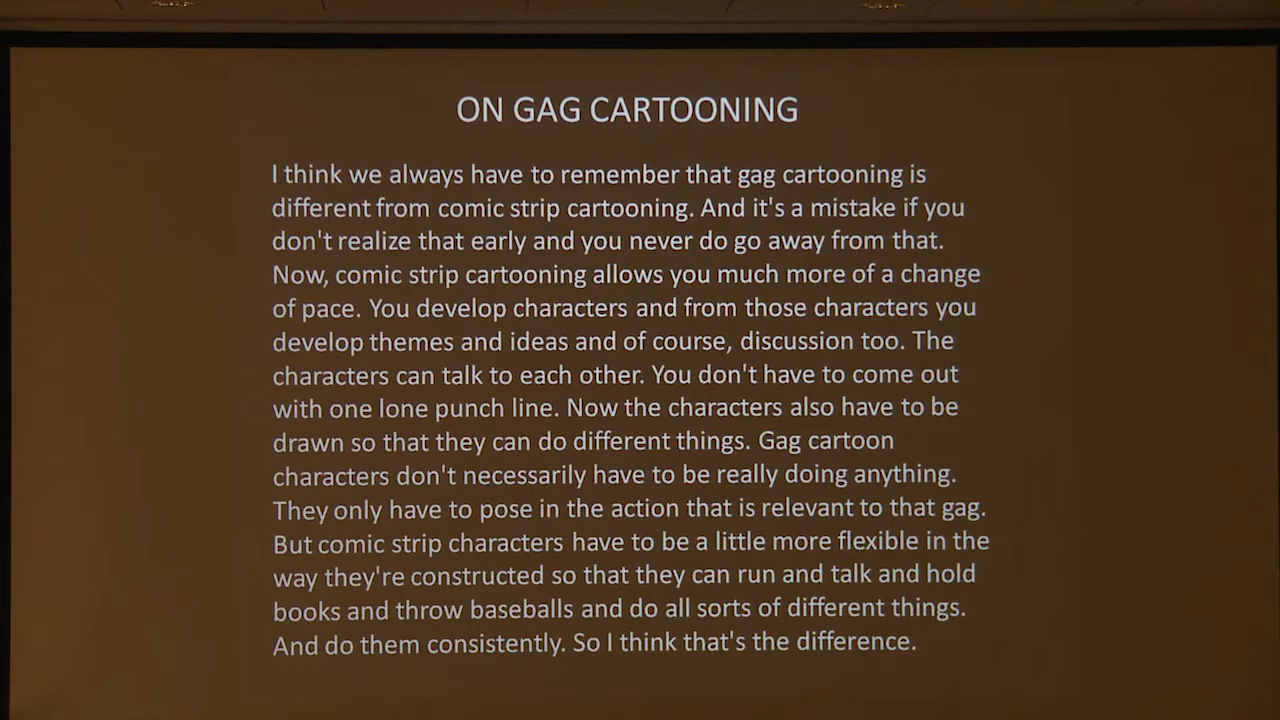 ON GAG CARTOONING
I think we always have to remember that gag cartooning is
different from comic strip cartooning. And it's a mistake if you
don't realize that early and you never do go away from that.
Now, comic strip cartooning allows you much more of a change
of pace. You develop characters and from those characters you
develop themes and ideas and of course, discussion too. The
characters can talk to each other. You don't have to come out
with one lone punch line. Now the characters also have to be
drawn so that they can do different things. Gag cartoon
characters don't necessarily have to be really doing anything.
They only have to pose in the action that is relevant to that gag.
But comic strip characters have to be a little more flexible in the
way they're constructed so that they can run and talk and hold
books and throw baseballs and do all sorts of different things.
And do them consistently. So I think that's the difference.